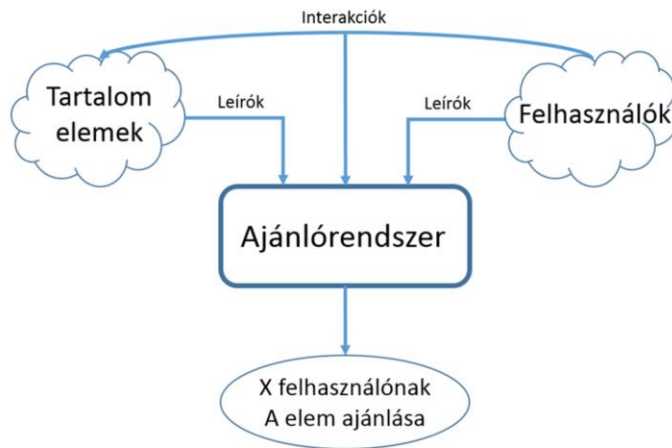 Interakciók
Tartalom
elemek
Leírók
Leírók
Felhasználók
Ajánlórendszer
X felhasználónak
A elem ajánlása